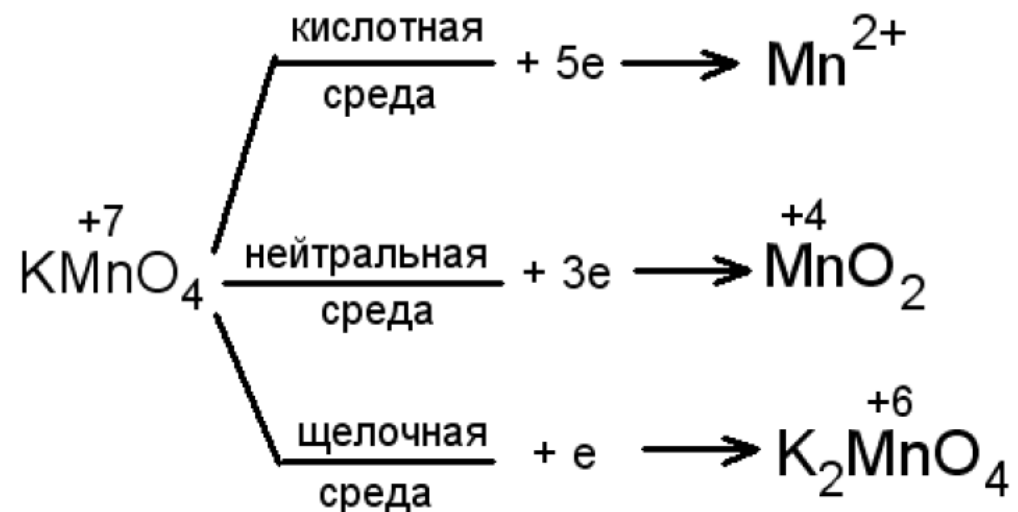 кислотная
среда
+ 5e
Mn²⁺
+7
KMnO₄
нейтральная
среда
+ 3e
+4
MnO₂
щелочная
среда
+ e
+6
K₂MnO₄